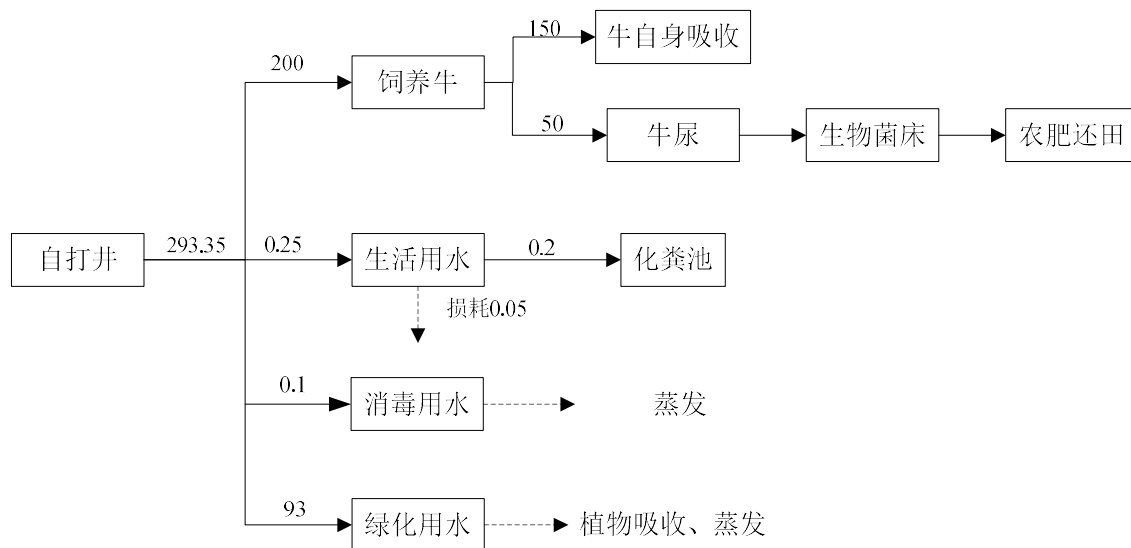 150
牛自身吸收
200
饲养牛
50
牛尿
生物菌床
农肥还田
自打井
293.35
0.25
生活用水
0.2
化粪池
损耗0.05
0.1
消毒用水
蒸发
93
绿化用水
植物吸收、蒸发